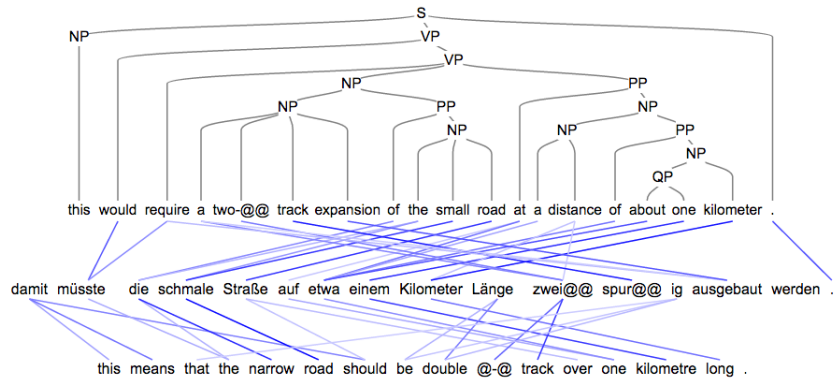 S
NP VP
VP
NP PP
NP PP NP
NP NP PP
NP
QP
this would require a two-@@ track expansion of the small road at a distance of about one kilometer .
damit müsste die schmale Straße auf etwa einem Kilometer Länge zwei@@ spur@@ ig ausgebaut werden .
this means that the narrow road should be double @-@ track over one kilometre long .